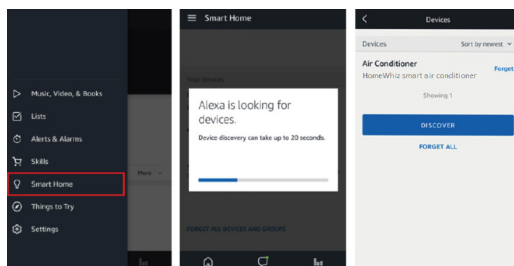 Music, Video, & Books
Lists
Alerts & Alarms
Skills
Smart Home
Things to Try
Settings
More
Smart Home
Your Devices
Alexa is looking for
devices.
Device discovery can take up to 20 seconds.
FORGET ALL DEVICES AND GROUPS
Devices
Devices
Sort by newest
Air Conditioner
Forget
HomeWhiz smart air conditioner
Showing 1
DISCOVER
FORGET ALL